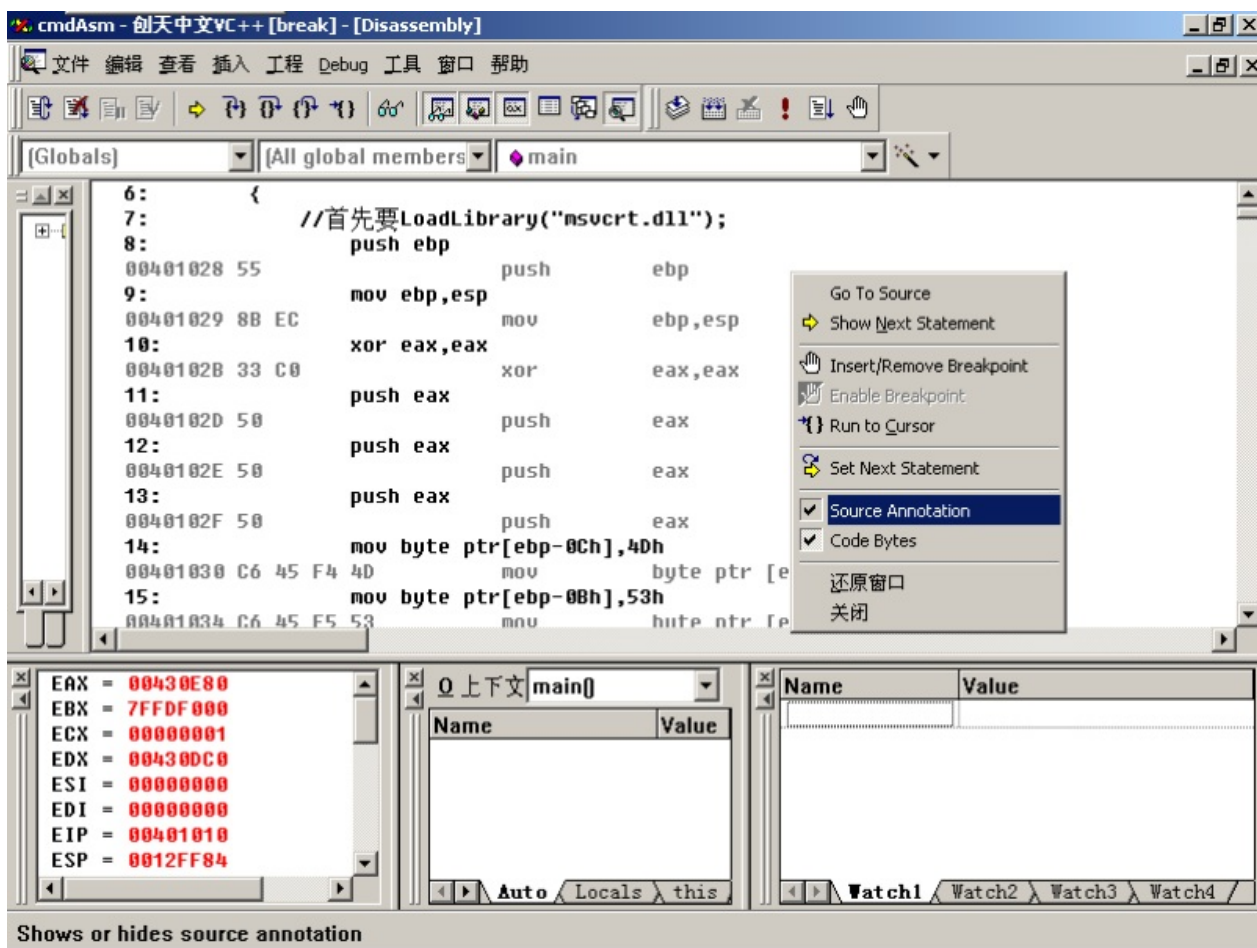 cmdAsm - 创天中文VC++ [break] - [Disassembly]
文件 编辑 查看 插入 工程 Debug 工具 窗口 帮助
(Globals) (All global members main
6: {
7: //首先要LoadLibrary("msvcrt.dll");
8: push ebp
00401028 55 push ebp
9: mov ebp,esp
00401029 8B EC mov ebp,esp
10: xor eax,eax
0040102B 33 C0 xor eax,eax
11: push eax
0040102D 50 push eax
12: push eax
0040102E 50 push eax
13: push eax
0040102F 50 push eax
14: mov byte ptr[ebp-0Ch],4Dh
00401030 C6 45 F4 4D mov byte ptr [e
15: mov byte ptr[ebp-0Bh],53h
00401034 C6 45 F5 53 mov byte ptr [e
Go To Source
Show Next Statement
Insert/Remove Breakpoint
Enable Breakpoint
Run to Cursor
Set Next Statement
Source Annotation
Code Bytes
还原窗口
关闭
EAX = 00430E80
EBX = 7FFDF000
ECX = 00000001
EDX = 00430DC0
ESI = 00000000
EDI = 00000000
EIP = 00401010
ESP = 0012FF84
O 上下文 main()
Name Value
Auto Locals this
Name Value
Watch1 Watch2 Watch3 Watch4
Shows or hides source annotation